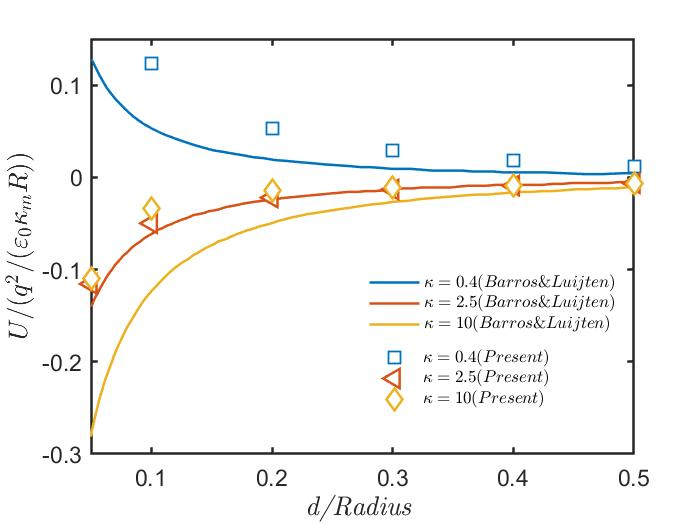 0.1
0
-0.1
-0.2
-0.3
U/(q²/(ε₀κₘR))
κ = 0.4(Barros&Luijten)
κ = 2.5(Barros&Luijten)
κ = 10(Barros&Luijten)
κ = 0.4(Present)
κ = 2.5(Present)
κ = 10(Present)
0.1 0.2 0.3 0.4 0.5
d/Radius